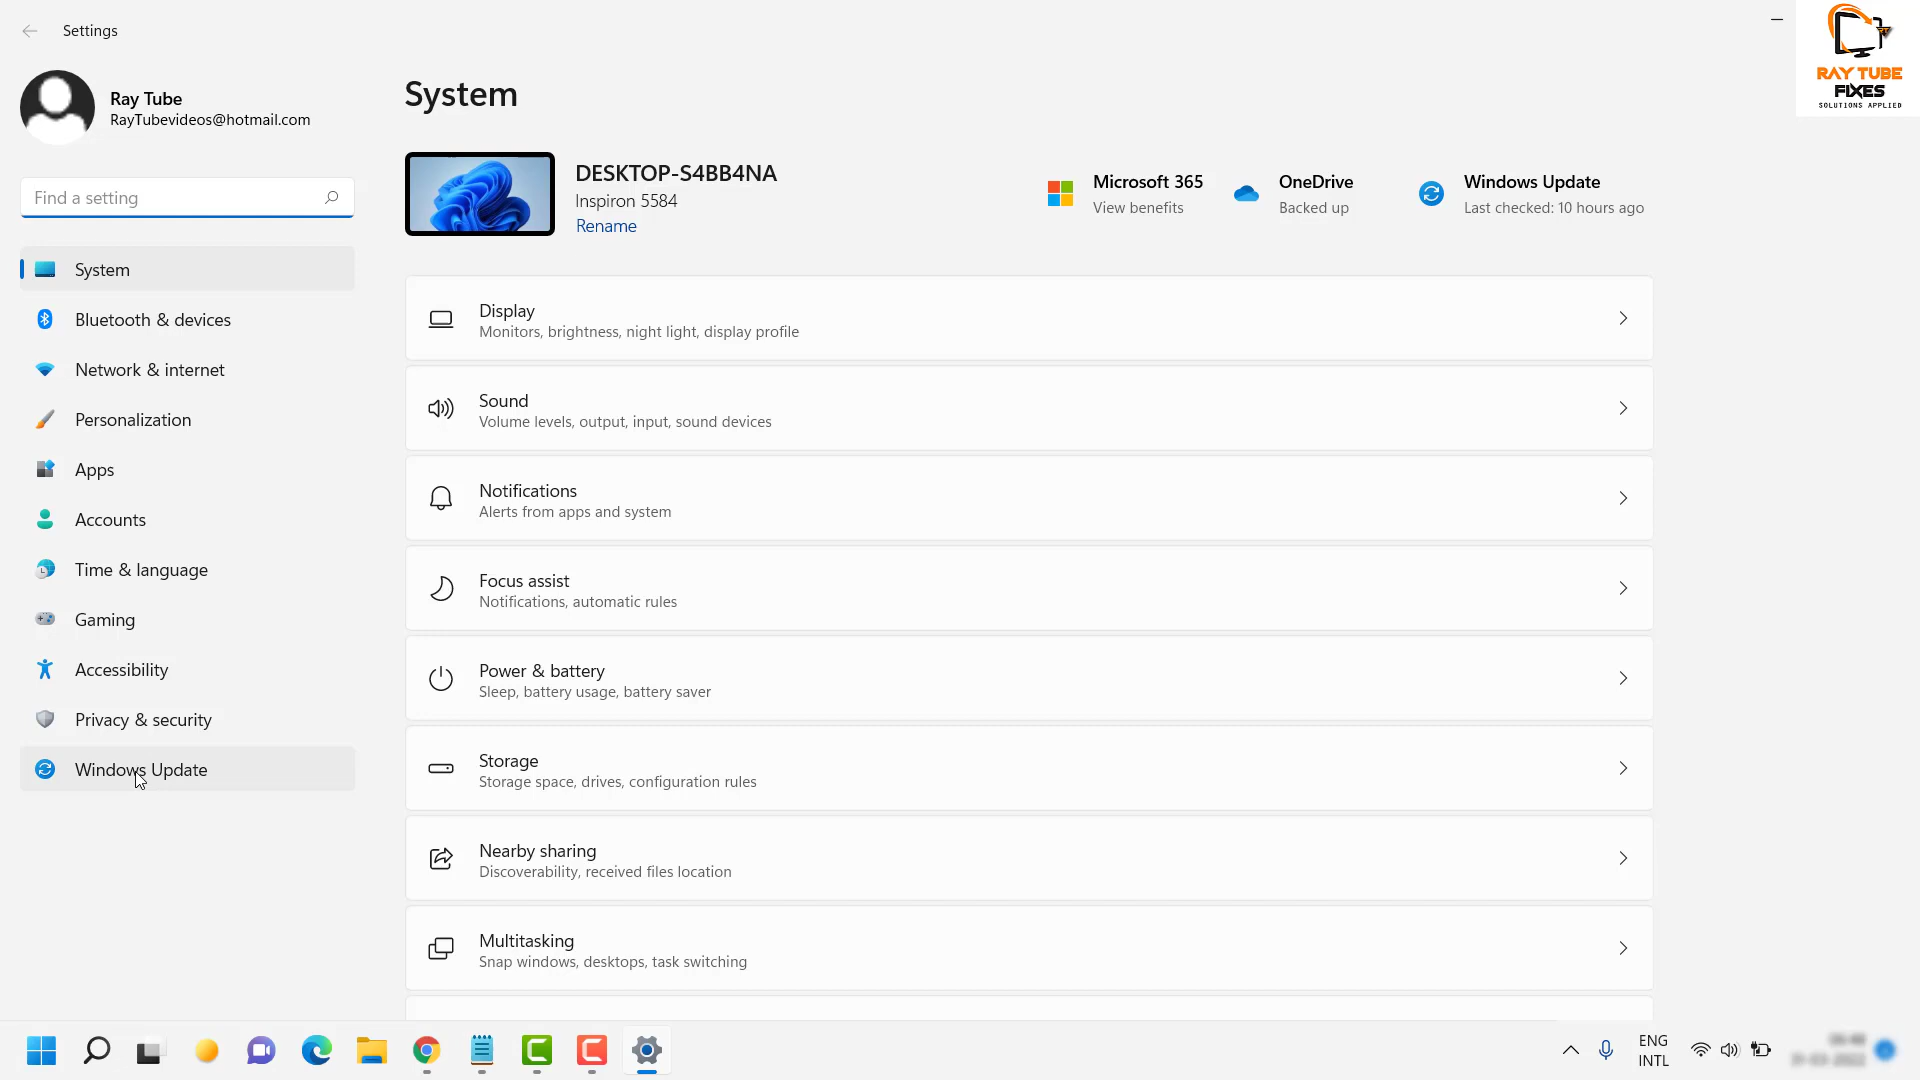 Settings
Ray Tube
RayTubevideos@hotmail.com
Find a setting
System
Bluetooth & devices
Network & internet
Personalization
Apps
Accounts
Time & language
Gaming
Accessibility
Privacy & security
Windows Update
System
DESKTOP-S4BB4NA
Inspiron 5584
Rename
Microsoft 365
View benefits
OneDrive
Backed up
Windows Update
Last checked: 10 hours ago
Display
Monitors, brightness, night light, display profile
Sound
Volume levels, output, input, sound devices
Notifications
Alerts from apps and system
Focus assist
Notifications, automatic rules
Power & battery
Sleep, battery usage, battery saver
Storage
Storage space, drives, configuration rules
Nearby sharing
Discoverability, received files location
Multitasking
Snap windows, desktops, task switching
RAY TUBE
FIXES
SOLUTIONS APPLIED
ENG
INTL